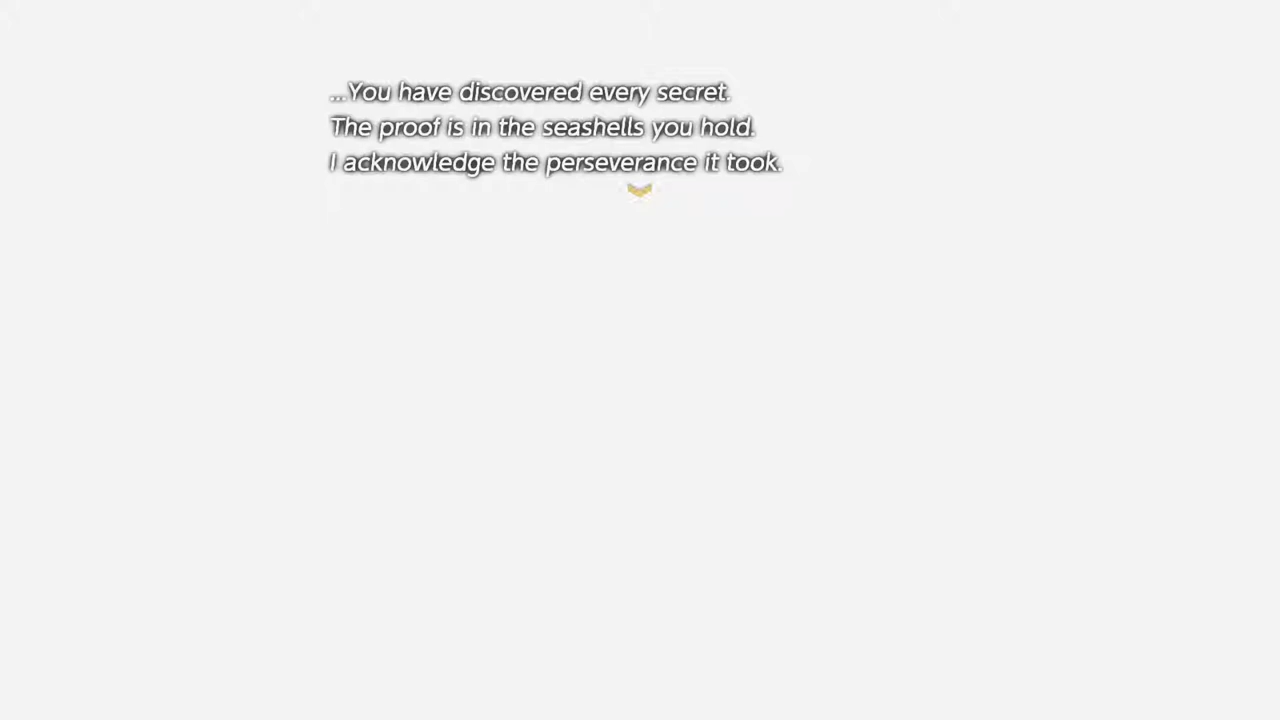 ...You have discovered every secret.
The proof is in the seashells you hold.
I acknowledge the perseverance it took.